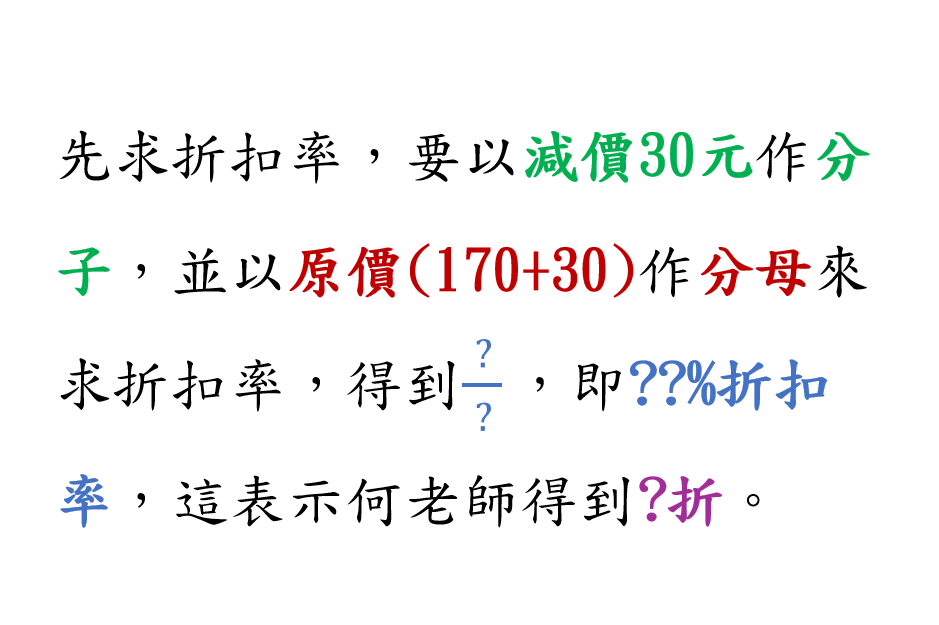 先求折扣率，要以減價30元作分
子，並以原價(170+30)作分母來
求折扣率，得到?/?，即??%折扣
率，這表示何老師得到?折。